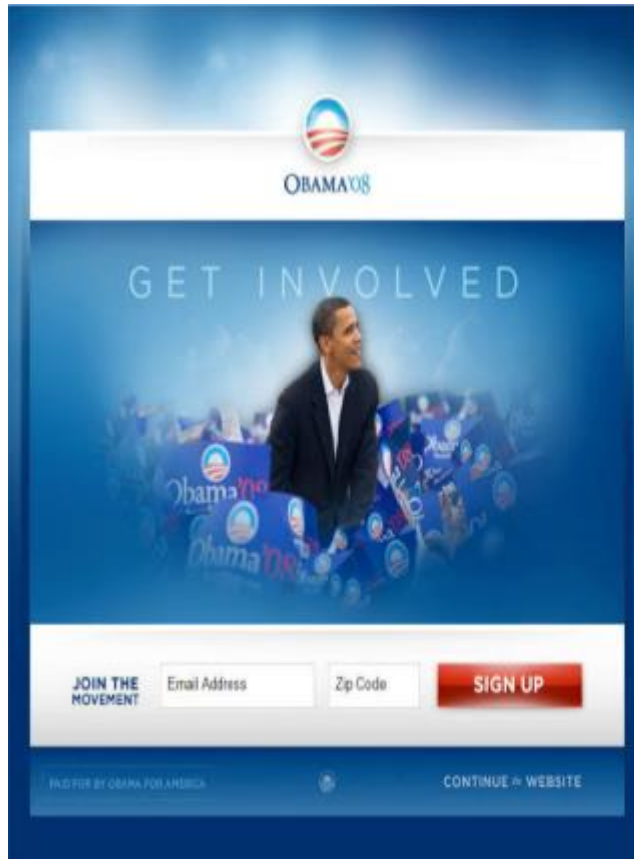 OBAMA'08
GET INVOLVED
Obama'08
Obama'08
Obama
JOIN THE
MOVEMENT
Email Address
Zip Code
SIGN UP
PAID FOR BY OBAMA FOR AMERICA
CONTINUE to WEBSITE